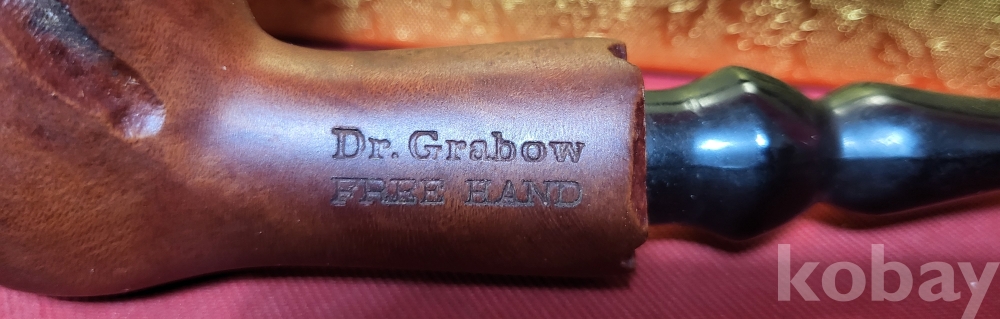 Dr. Grabow
FREE HAND
kobay